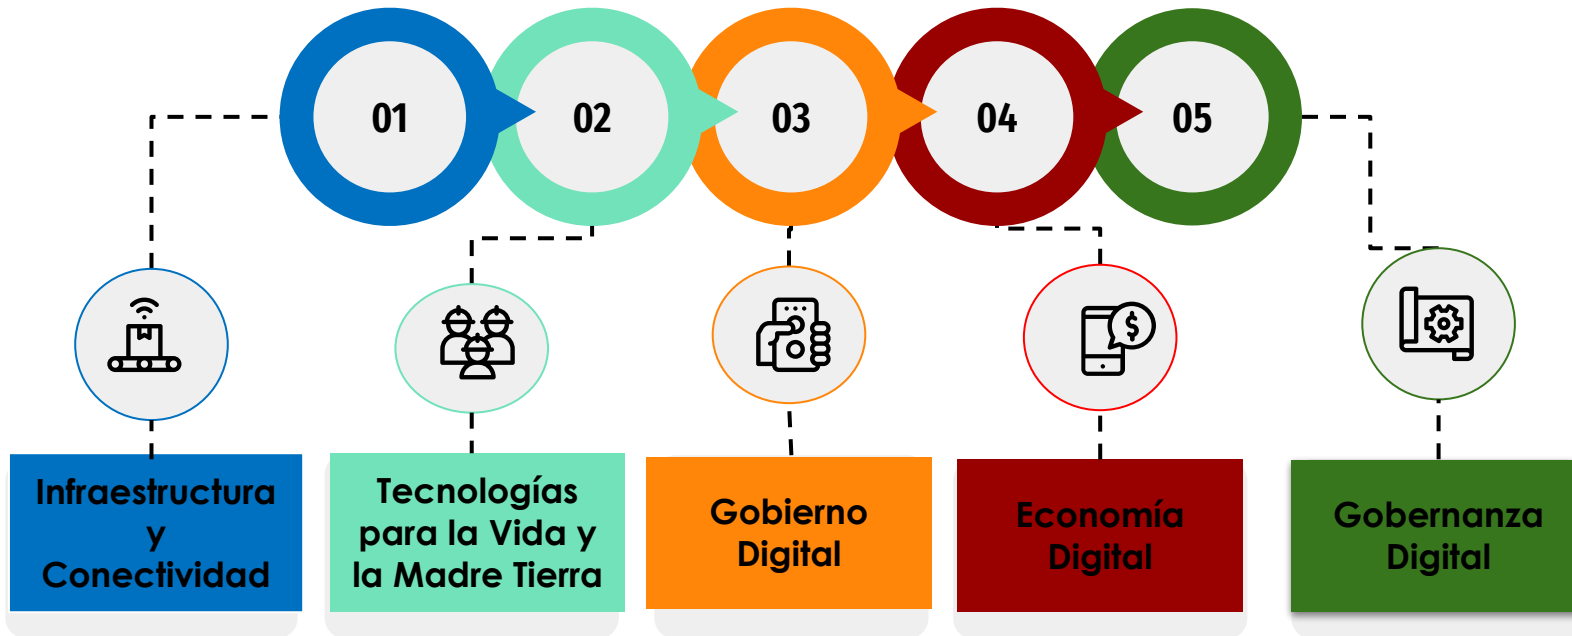 01
02
03
04
05
$
Infraestructura
y
Conectividad
Tecnologías
para la Vida y
la Madre Tierra
Gobierno
Digital
Economía
Digital
Gobernanza
Digital